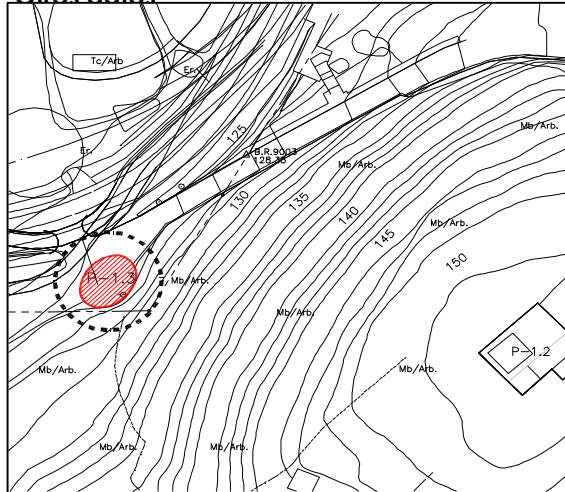 Tc/Arb
Er.
Er.
125
B.R.9003
128.33
Mb/Arb.
Mb/Arb.
130
135
140
145
150
Mb/Arb.
P-1.3
Mb/Arb.
Mb/Arb.
P-1.2
Mb/Arb.
Mb/Arb.
Mb/Arb.
Mb/Arb.